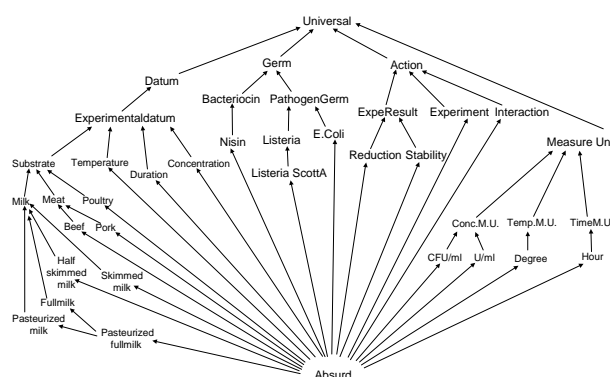 Universal
Germ
Action
Datum
Bacteriocin
PathogenGerm
ExpeResult
Experiment
Interaction
Experimentaldatum
Nisin
Listeria
E.Coli
Measure Un
Substrate
Temperature
Duration
Concentration
Listeria ScottA
Reduction
Stability
Milk
Meat
Poultry
Beef
Pork
Conc.M.U.
Temp.M.U.
TimeM.U
Half
skimmed
milk
Skimmed
milk
CFU/ml
U/ml
Degree
Hour
Fullmilk
Pasteurized
milk
Pasteurized
fullmilk
Absurd